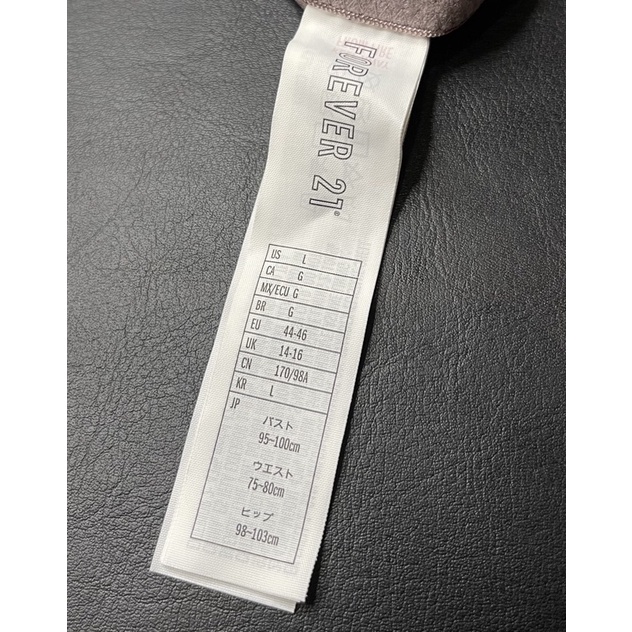 FOREVER 21®
US L
CA G
MX/ECU G
BR G
EU 44-46
UK 14-16
CN 170/98A
KR L
JP
バスト
95~100cm
ウエスト
75~80cm
ヒップ
98~103cm